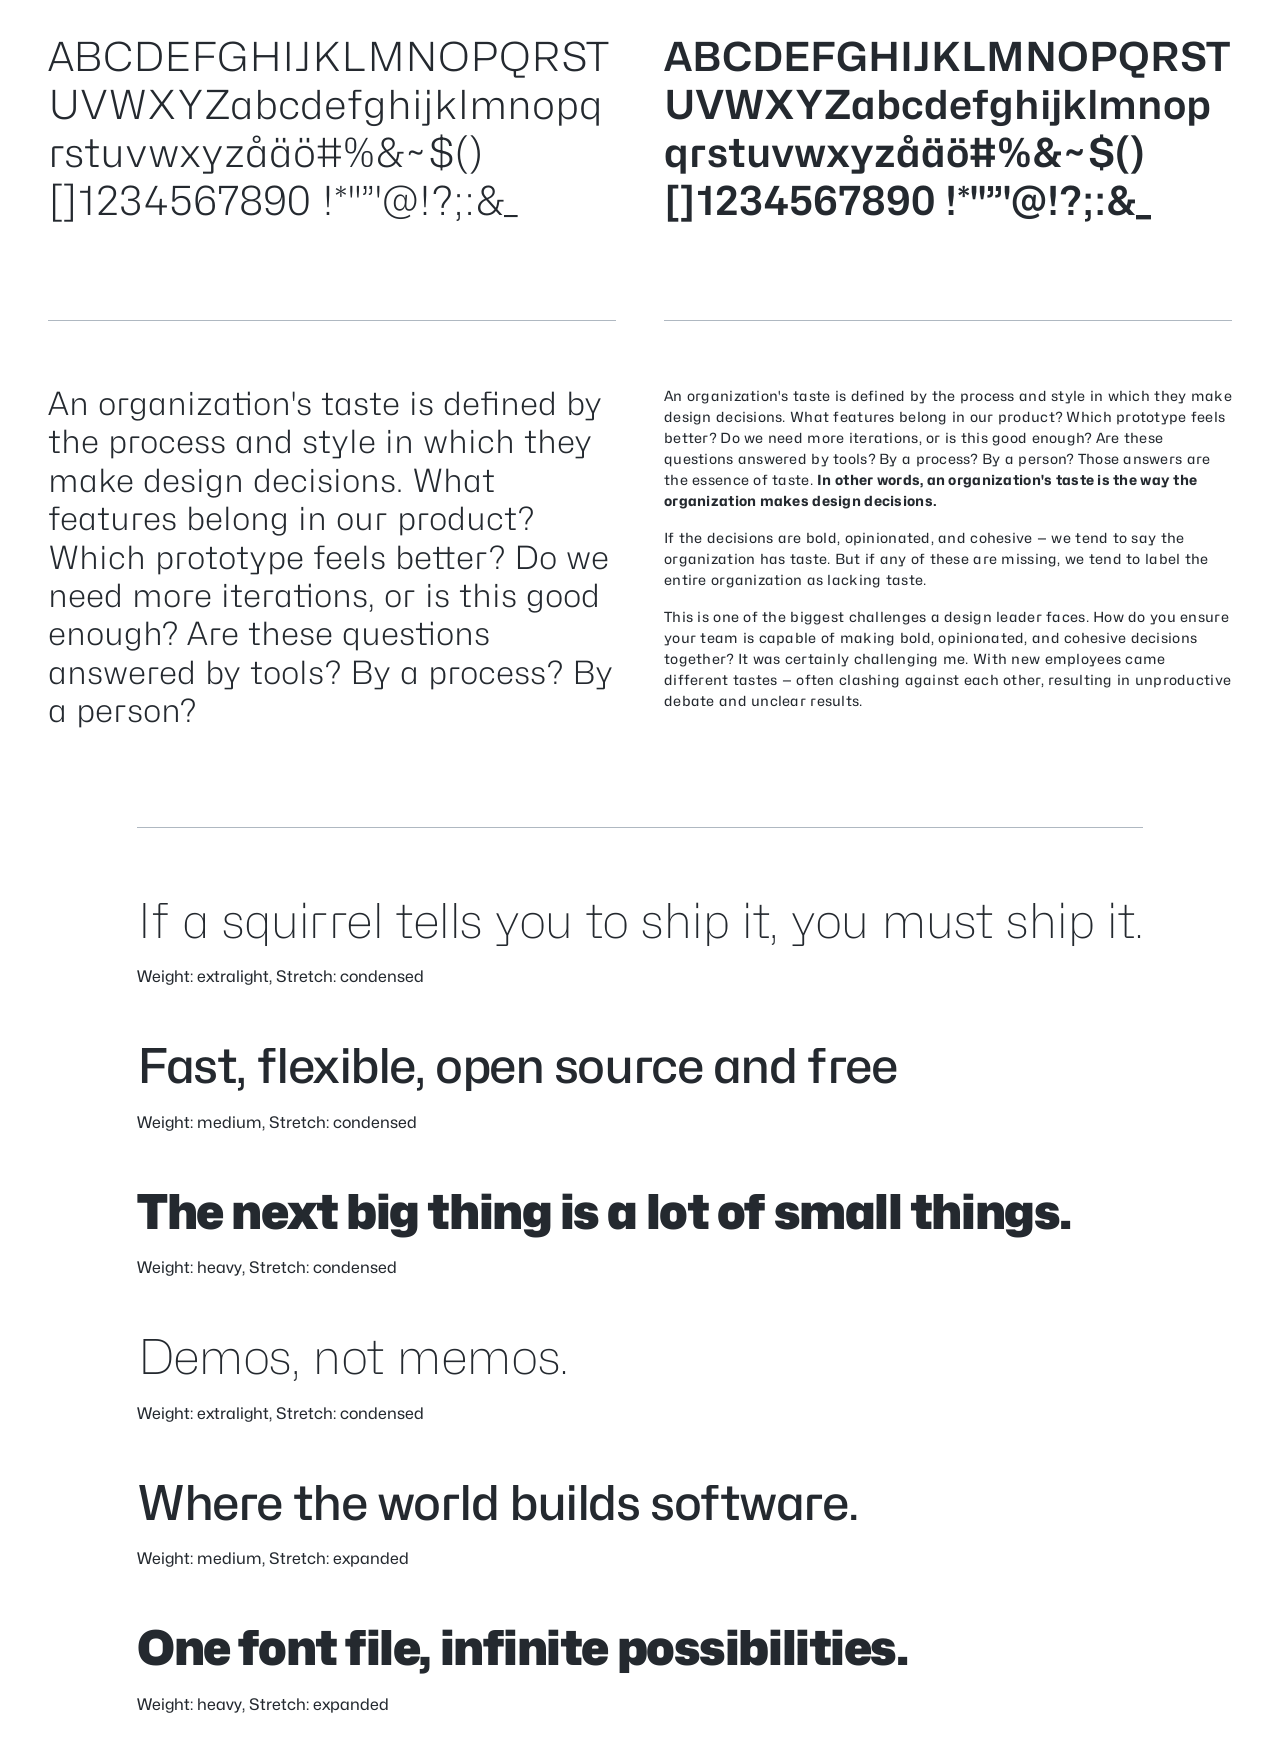 ABCDEFGHIJKLMNOPQRST
UVWXYZabcdefghijklmnopq
rstuvwxyzåäö#%&~$()
[]1234567890 !*"”'@!?;:&_
ABCDEFGHIJKLMNOPQRST
UVWXYZabcdefghijklmnop
qrstuvwxyzåäö#%&~$()
[]1234567890 !*"”'@!?;:&_
An organization's taste is defined by
the process and style in which they
make design decisions. What
features belong in our product?
Which prototype feels better? Do we
need more iterations, or is this good
enough? Are these questions
answered by tools? By a process? By
a person?
An organization's taste is defined by the process and style in which they make
design decisions. What features belong in our product? Which prototype feels
better? Do we need more iterations, or is this good enough? Are these
questions answered by tools? By a process? By a person? Those answers are
the essence of taste. In other words, an organization's taste is the way the
organization makes design decisions.
If the decisions are bold, opinionated, and cohesive — we tend to say the
organization has taste. But if any of these are missing, we tend to label the
entire organization as lacking taste.
This is one of the biggest challenges a design leader faces. How do you ensure
your team is capable of making bold, opinionated, and cohesive decisions
together? It was certainly challenging me. With new employees came
different tastes — often clashing against each other, resulting in unproductive
debate and unclear results.
If a squirrel tells you to ship it, you must ship it.
Weight: extralight, Stretch: condensed
Fast, flexible, open source and free
Weight: medium, Stretch: condensed
The next big thing is a lot of small things.
Weight: heavy, Stretch: condensed
Demos, not memos.
Weight: extralight, Stretch: condensed
Where the world builds software.
Weight: medium, Stretch: expanded
One font file, infinite possibilities.
Weight: heavy, Stretch: expanded